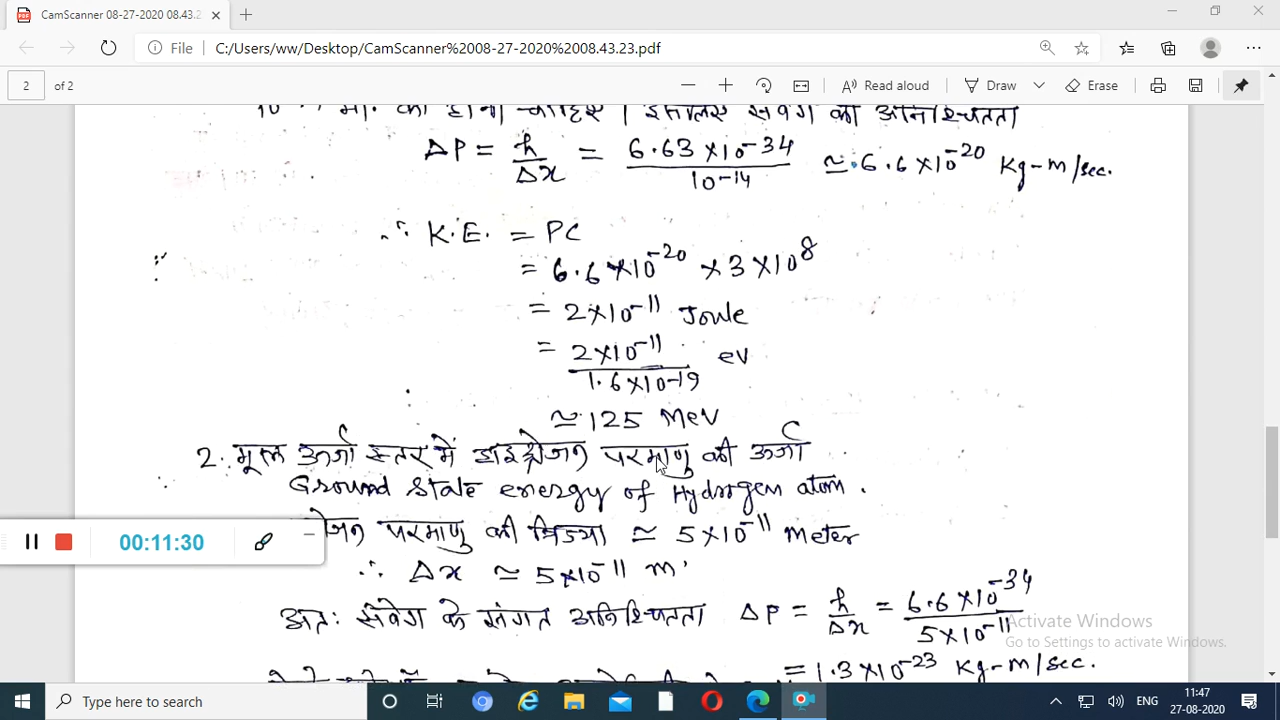 CamScanner 08-27-2020 08.43.2
File C:/Users/ww/Desktop/CamScanner%2008-27-2020%2008.43.23.pdf
2 of 2 Read aloud Draw Erase
मी. का होना चाहिए। इसलिए संवेग की अनिश्चितता
ΔP = ℏ/Δx = 6.63×10-34/10-14 ≃ 6.6×10-20 Kg-m/sec.
∴ K.E. = PC
= 6.6×10-20 × 3×10^8
= 2×10-11 Joule
= 2×10-11/1.6×10-19 ev
≃ 125 MeV
2. मूल ऊर्जा स्तर में हाइड्रोजन परमाणु की ऊर्जा
Ground State energy of Hydrogen atom.
परमाणु की त्रिज्या ≃ 5×10-11 meter
00:11:30
∴ Δx ≃ 5×10-11 m.
अतः संवेग के संगत अनिश्चितता ΔP = ℏ/Δx = 6.6×10-34/5×10-11
Activate Windows
Go to Settings to activate Windows.
= 1.3×10-23 Kg-m/sec.
Type here to search
ENG
11:47
27-08-2020